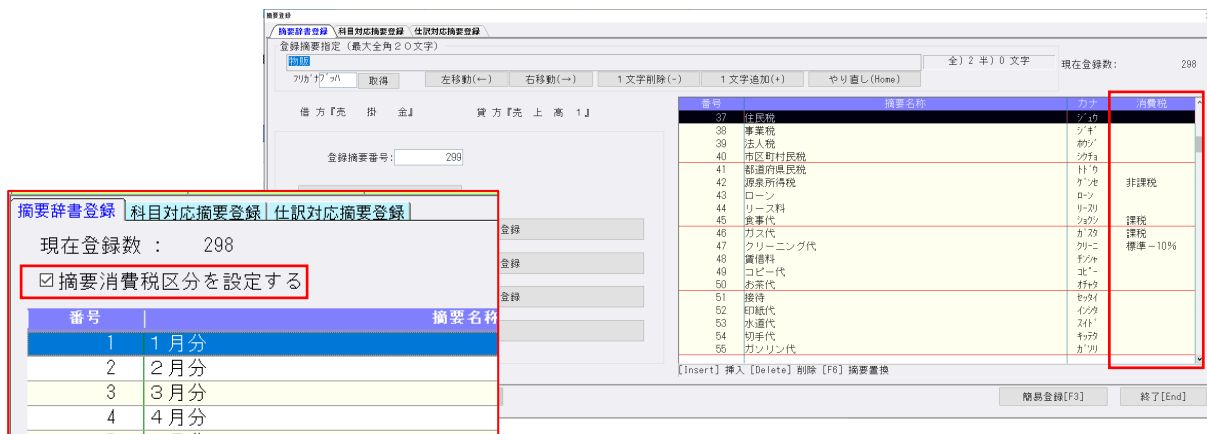 摘要登録
摘要辞書登録 科目対応摘要登録 仕訳対応摘要登録
登録摘要指定(最大全角20文字)
物販
全)2 半)0 文字
現在登録数: 298
フリガナ ブッハ 取得 左移動(←) 右移動(→) 1文字削除(-) 1文字追加(+) やり直し(Home)
借方『売 掛 金』 貸方『売 上 高 1』
登録摘要番号: 299
登録
登録
登録
番号 摘要名称 カナ 消費税
37 住民税 ジュウ
38 事業税 ジギ
39 法人税 ホウジ
40 市区町村民税 シクチョ
41 都道府県民税 トドウ
42 源泉所得税 ゲンセ 非課税
43 ローン ローン
44 リース料 リースリ
45 食事代 ショクジ 課税
46 ガス代 ガスダ 課税
47 クリーニング代 クリーニ 標準-10%
48 賃借料 チンシャ
49 コピー代 コピー
50 お茶代 オチャダ
51 接待 セッタイ
52 印紙代 インシダ
53 水道代 スイド
54 切手代 キッテダ
55 ガソリン代 ガソリ
[Insert] 挿入 [Delete] 削除 [F6] 摘要置換
簡易登録[F3] 終了[End]
摘要辞書登録 科目対応摘要登録 仕訳対応摘要登録
現在登録数 : 298
☑摘要消費税区分を設定する
番号 摘要名称
1 1月分
2 2月分
3 3月分
4 4月分